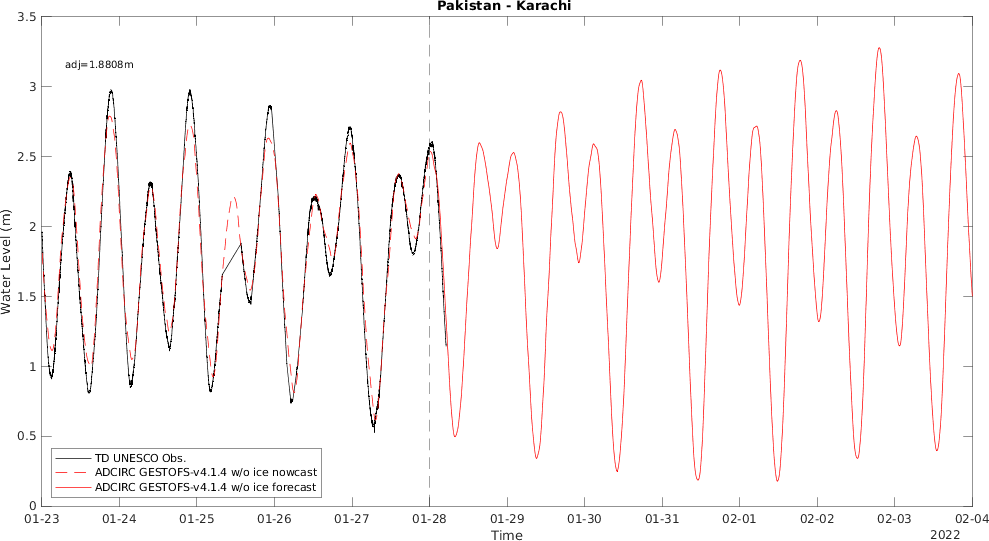 Pakistan - Karachi
adj=1.8808m
Water Level (m)
3.5
3
2.5
2
1.5
1
0.5
0
TD UNESCO Obs.
ADCIRC GESTOFS-v4.1.4 w/o ice nowcast
ADCIRC GESTOFS-v4.1.4 w/o ice forecast
01-23 01-24 01-25 01-26 01-27 01-28 01-29 01-30 01-31 02-01 02-02 02-03 02-04
Time
2022